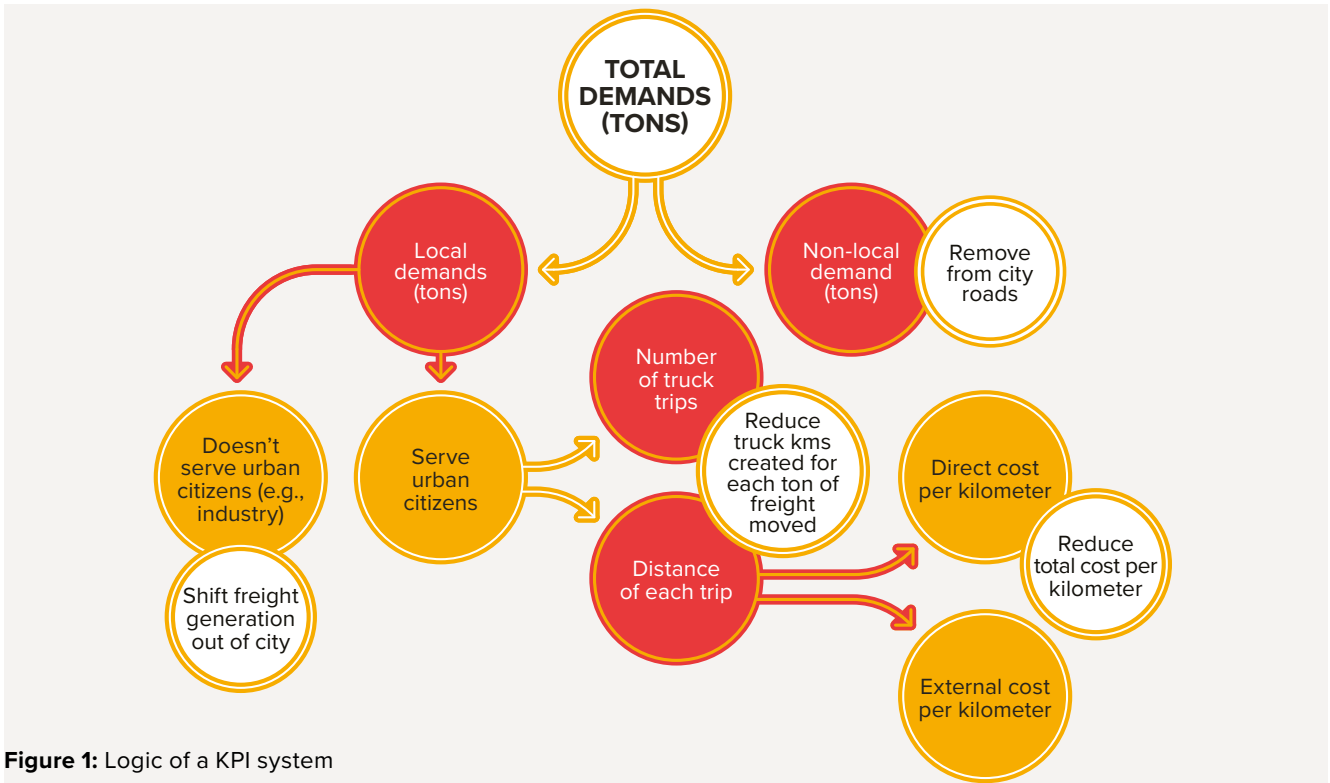 TOTAL
DEMANDS
(TONS)
Local
demands
(tons)
Non-local
demand
(tons)
Remove
from city
roads
Number
of truck
trips
Reduce
truck kms
created for
each ton of
freight
moved
Doesn’t
serve urban
citizens (e.g.,
industry)
Serve
urban
citizens
Direct cost
per kilometer
Reduce
total cost per
kilometer
Distance
of each trip
Shift freight
generation
out of city
External cost
per kilometer
Figure 1: Logic of a KPI system